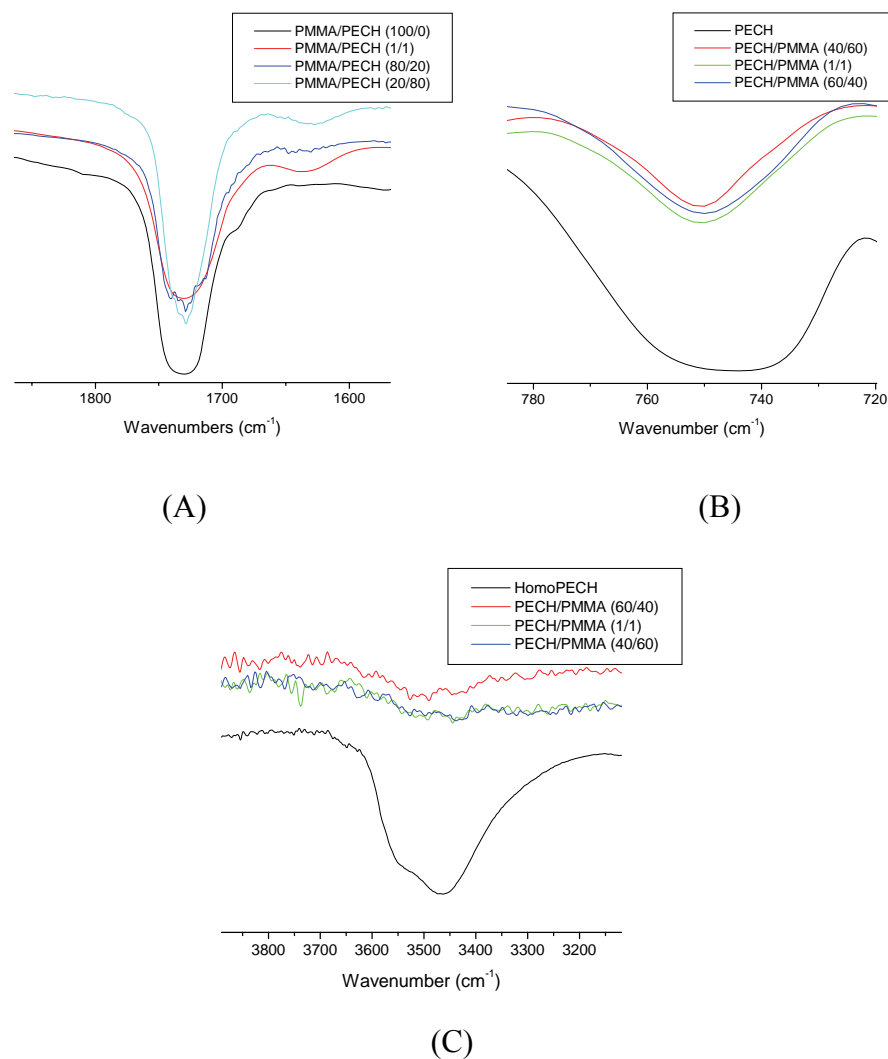 PMMA/PECH (100/0)
PMMA/PECH (1/1)
PMMA/PECH (80/20)
PMMA/PECH (20/80)
1800 1700 1600
Wavenumbers (cm⁻¹)
(A)
PECH
PECH/PMMA (40/60)
PECH/PMMA (1/1)
PECH/PMMA (60/40)
780 760 740 720
Wavenumber (cm⁻¹)
(B)
HomoPECH
PECH/PMMA (60/40)
PECH/PMMA (1/1)
PECH/PMMA (40/60)
3800 3700 3600 3500 3400 3300 3200
Wavenumber (cm⁻¹)
(C)